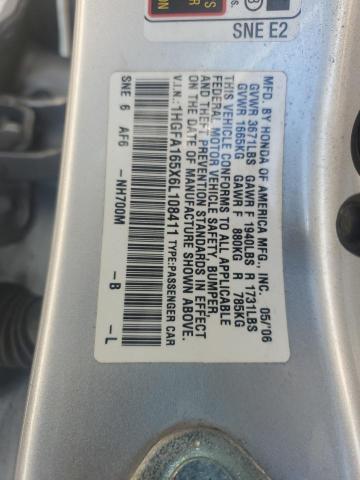 SNE E2
MFD. BY HONDA OF AMERICA MFG., INC. 05/'06
GVWR 3671LBS GAWR F 1940LBS R 1731LBS
GVWR 1665KG GAWR F 880KG R 785KG
THIS VEHICLE CONFORMS TO ALL APPLICABLE
FEDERAL MOTOR VEHICLE SAFETY, BUMPER,
AND THEFT PREVENTION STANDARDS IN EFFECT
ON THE DATE OF MANUFACTURE SHOWN ABOVE.
V.I.N.: 1HGFA165X6L108411 TYPE:PASSENGER CAR
SNE 6 AF6 -NH700M -B -L